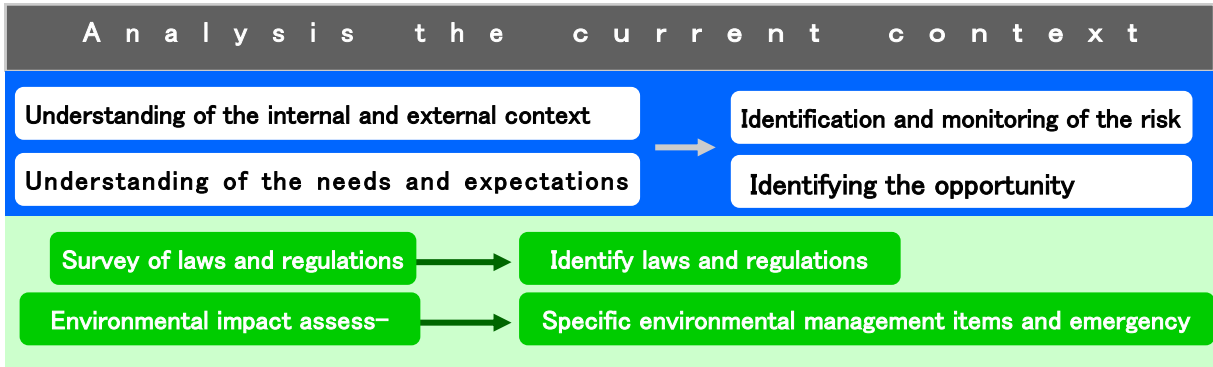 Analysis the current context
Understanding of the internal and external context
Identification and monitoring of the risk
Understanding of the needs and expectations
Identifying the opportunity
Survey of laws and regulations
Identify laws and regulations
Environmental impact assess-
Specific environmental management items and emergency